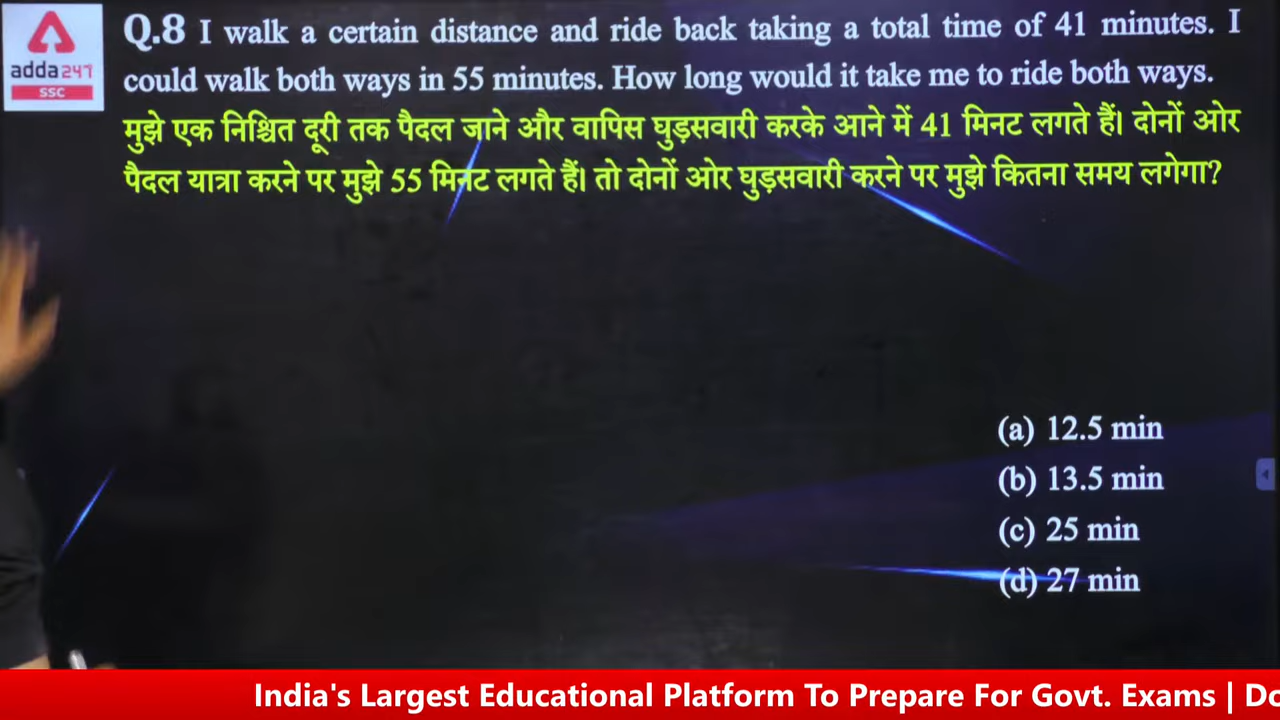 adda247
SSC
Q.8 I walk a certain distance and ride back taking a total time of 41 minutes. I
could walk both ways in 55 minutes. How long would it take me to ride both ways.
मुझे एक निश्चित दूरी तक पैदल जाने और वापिस घुड़सवारी करके आने में 41 मिनट लगते हैं। दोनों ओर
पैदल यात्रा करने पर मुझे 55 मिनट लगते हैं। तो दोनों ओर घुड़सवारी करने पर मुझे कितना समय लगेगा?
(a) 12.5 min
(b) 13.5 min
(c) 25 min
(d) 27 min
India's Largest Educational Platform To Prepare For Govt. Exams | Do